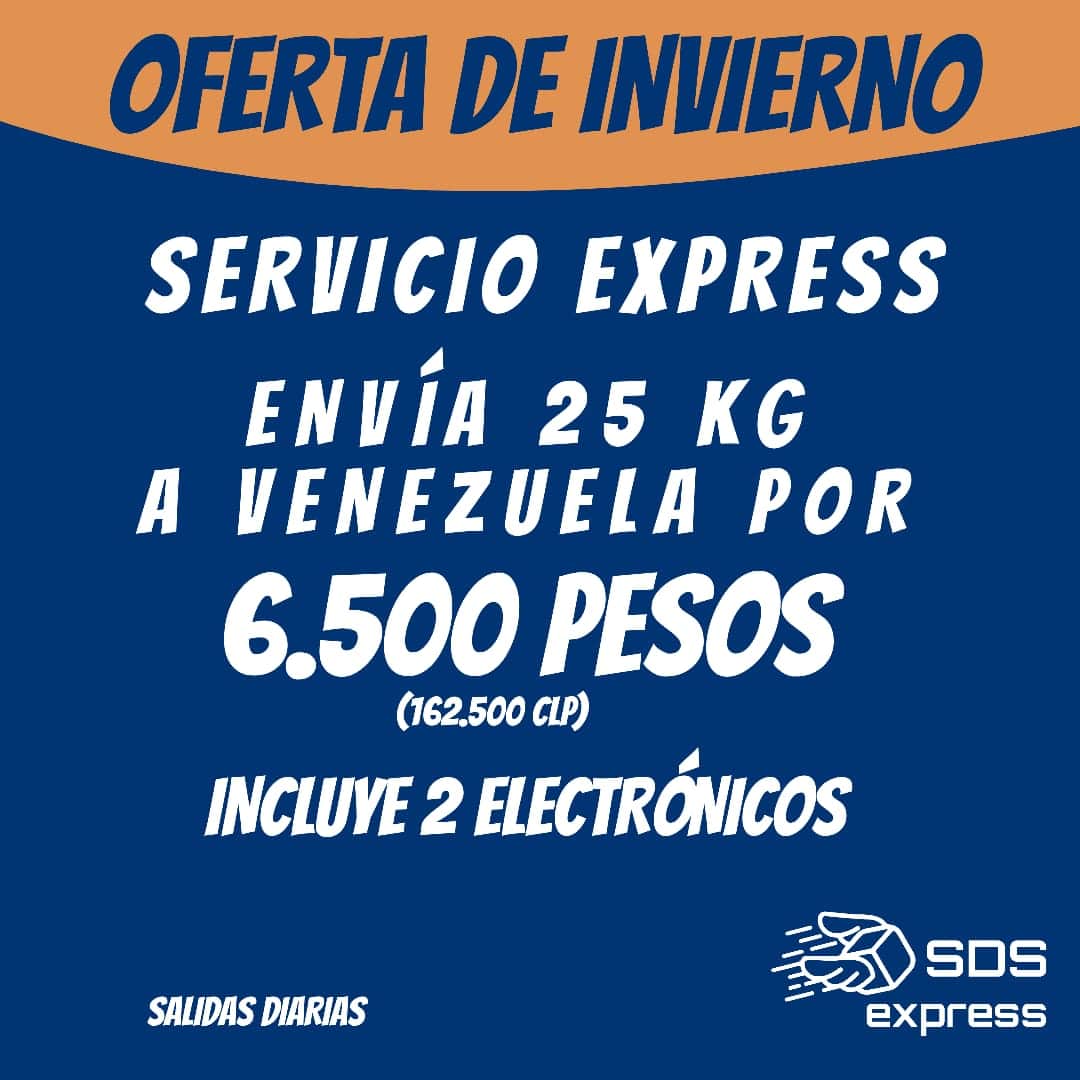 OFERTA DE INVIERNO
SERVICIO EXPRESS
ENVÍA 25 KG
A VENEZUELA POR
6.500 PESOS
(162.500 CLP)
INCLUYE 2 ELECTRÓNICOS
SDS
express
SALIDAS DIARIAS